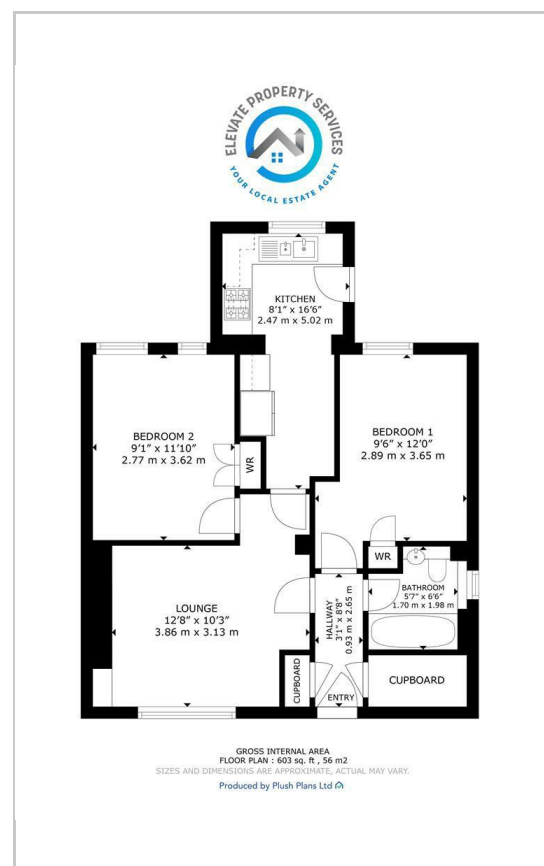 ELEVATE PROPERTY SERVICES
YOUR LOCAL ESTATE AGENT
KITCHEN
8'1" x 16'6"
2.47 m x 5.02 m
BEDROOM 2
9'1" x 11'10"
2.77 m x 3.62 m
WR
BEDROOM 1
9'6" x 12'0"
2.89 m x 3.65 m
WR
BATHROOM
5'7" x 6'6"
1.70 m x 1.98 m
LOUNGE
12'8" x 10'3"
3.86 m x 3.13 m
HALLWAY
3'1" x 8'8"
0.93 m x 2.65 m
CUPBOARD
ENTRY
CUPBOARD
GROSS INTERNAL AREA
FLOOR PLAN : 603 sq. ft , 56 m2
SIZES AND DIMENSIONS ARE APPROXIMATE, ACTUAL MAY VARY.
Produced by Plush Plans Ltd